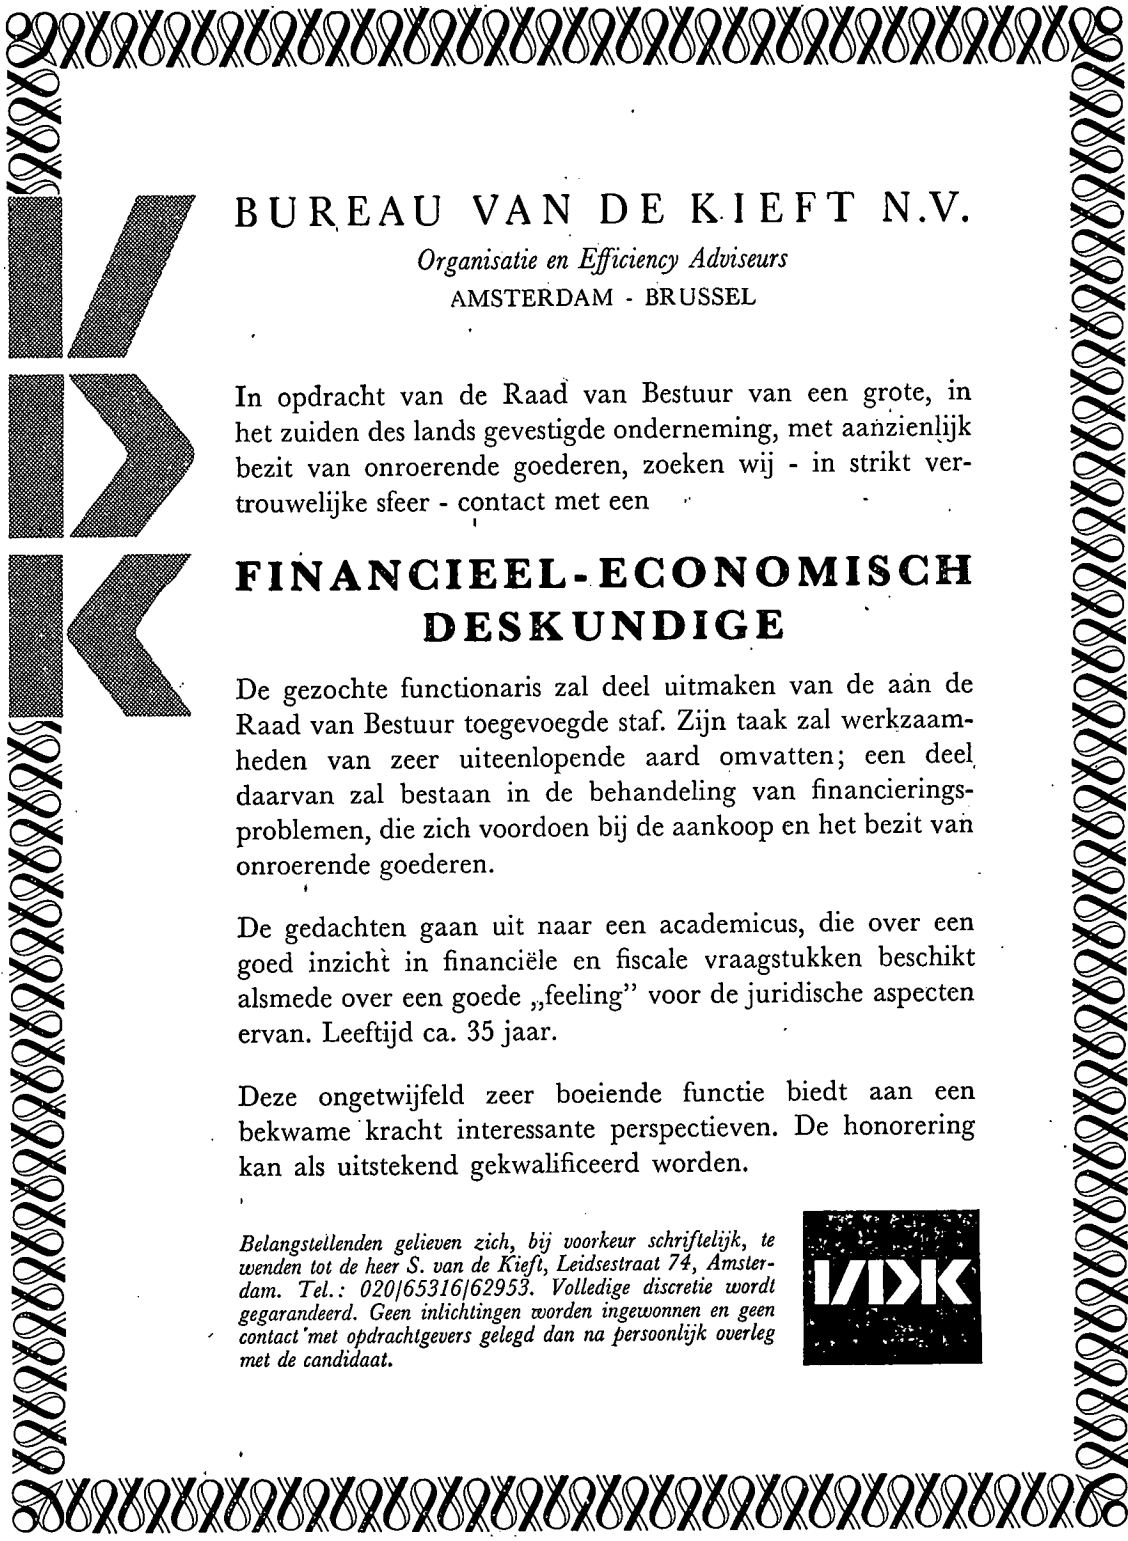 BUREAU VAN DE KIEFT N.V.
Organisatie en Efficiency Adviseurs
AMSTERDAM - BRUSSEL
In opdracht van de Raad van Bestuur van een grote, in
het zuiden des lands gevestigde onderneming, met aanzienlijk
bezit van onroerende goederen, zoeken wij - in strikt ver-
trouwelijke sfeer - contact met een
FINANCIEEL-ECONOMISCH
DESKUNDIGE
De gezochte functionaris zal deel uitmaken van de aan de
Raad van Bestuur toegevoegde staf. Zijn taak zal werkzaam-
heden van zeer uiteenlopende aard omvatten; een deel
daarvan zal bestaan in de behandeling van financierings-
problemen, die zich voordoen bij de aankoop en het bezit van
onroerende goederen.
De gedachten gaan uit naar een academicus, die over een
goed inzicht in financiële en fiscale vraagstukken beschikt
alsmede over een goede „feeling” voor de juridische aspecten
ervan. Leeftijd ca. 35 jaar.
Deze ongetwijfeld zeer boeiende functie biedt aan een
bekwame kracht interessante perspectieven. De honorering
kan als uitstekend gekwalificeerd worden.
Belangstellenden gelieven zich, bij voorkeur schriftelijk, te
wenden tot de heer S. van de Kieft, Leidsestraat 74, Amster-
dam. Tel.: 020/65316/62953. Volledige discretie wordt
gegarandeerd. Geen inlichtingen worden ingewonnen en geen
contact met opdrachtgevers gelegd dan na persoonlijk overleg
met de candidaat.
VDK